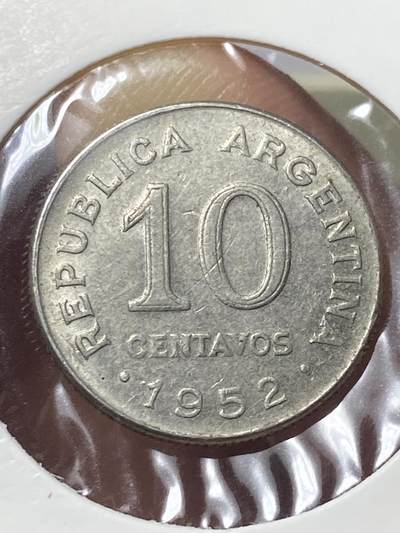 REPUBLICA ARGENTINA
10
CENTAVOS
· 1952 ·